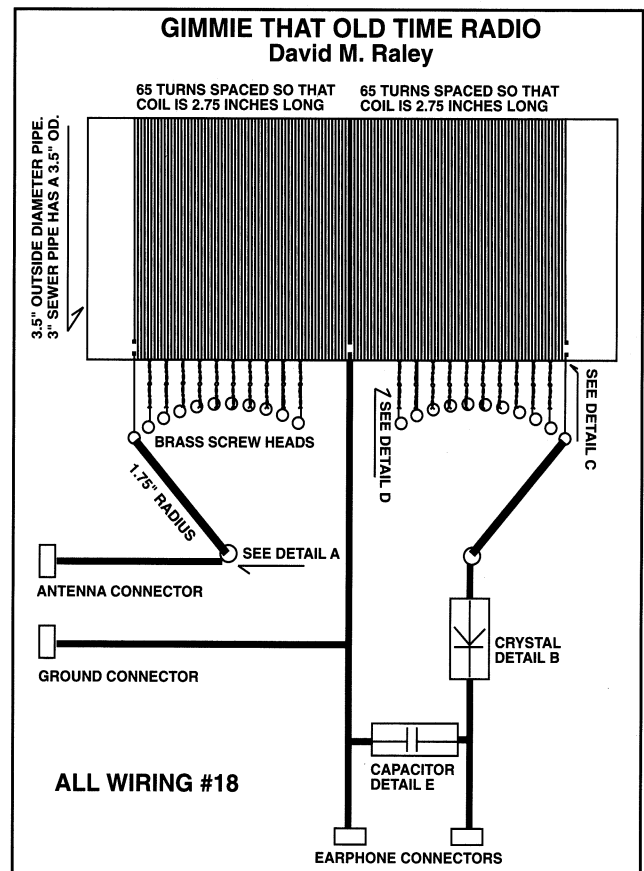 GIMMIE THAT OLD TIME RADIO
David M. Raley
65 TURNS SPACED SO THAT
COIL IS 2.75 INCHES LONG
65 TURNS SPACED SO THAT
COIL IS 2.75 INCHES LONG
3.5" OUTSIDE DIAMETER PIPE.
3" SEWER PIPE HAS A 3.5" OD.
SEE DETAIL C
SEE DETAIL D
BRASS SCREW HEADS
1.75" RADIUS
SEE DETAIL A
ANTENNA CONNECTOR
CRYSTAL
DETAIL B
GROUND CONNECTOR
CAPACITOR
DETAIL E
ALL WIRING #18
EARPHONE CONNECTORS